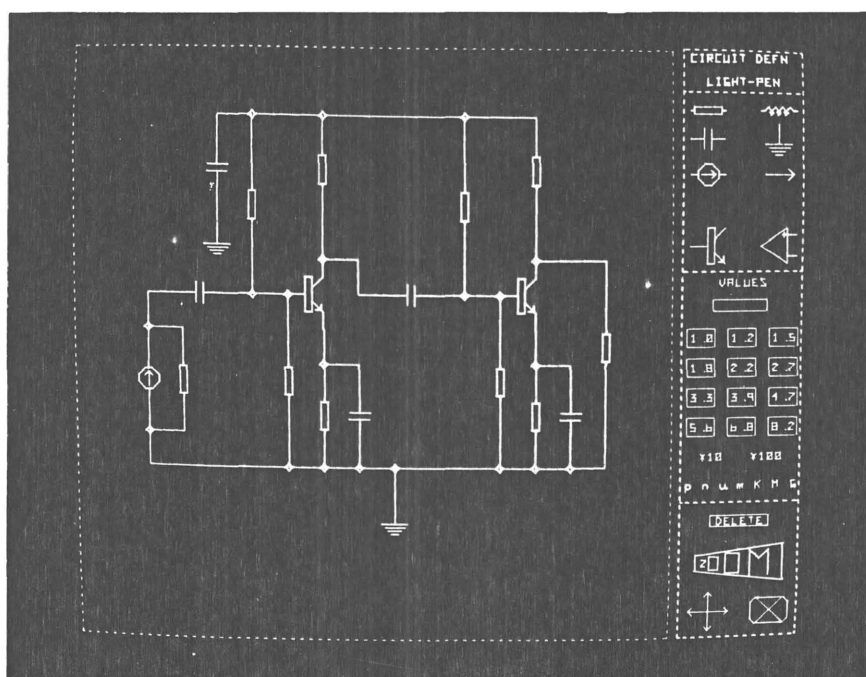 CIRCUIT DEFN
LIGHT-PEN
VALUES
1.0 1.2 1.5
1.8 2.2 2.7
3.3 3.9 4.7
5.6 6.8 8.2
x10 x100
p n u m K M G
DELETE
ZOOM